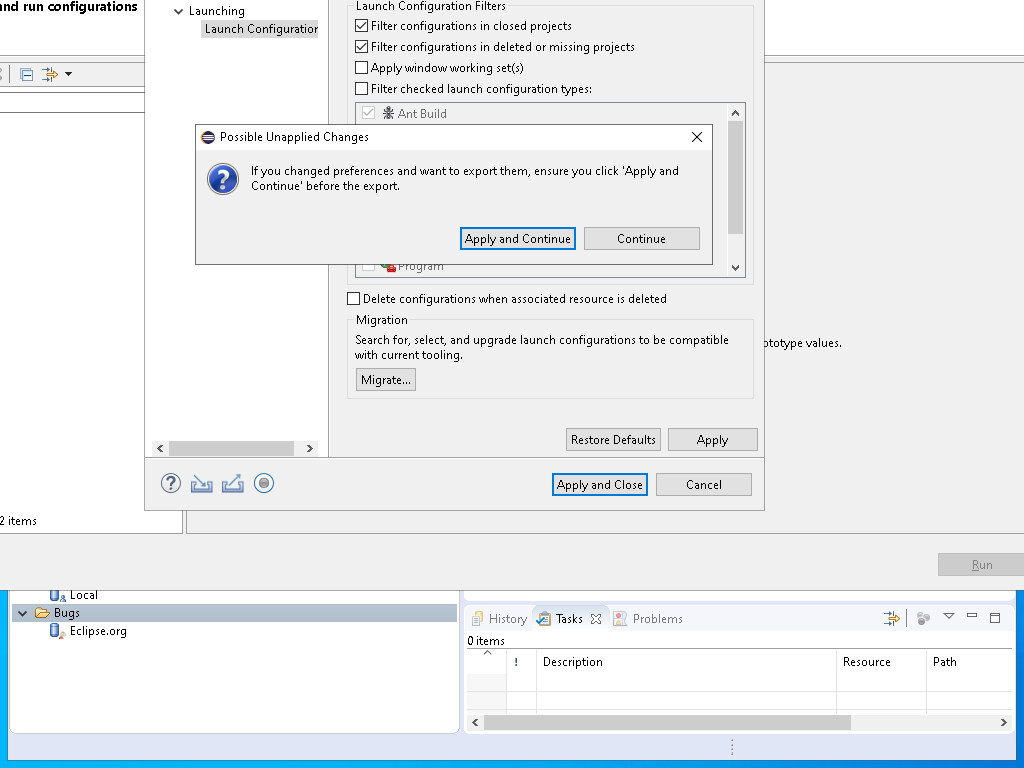 and run configurations
Launching
Launch Configuration
Launch Configuration Filters
Filter configurations in closed projects
Filter configurations in deleted or missing projects
Apply window working set(s)
Filter checked launch configuration types:
Ant Build
Possible Unapplied Changes
If you changed preferences and want to export them, ensure you click 'Apply and
Continue' before the export.
Apply and Continue
Continue
Program
Delete configurations when associated resource is deleted
Migration
Search for, select, and upgrade launch configurations to be compatible
with current tooling.
Migrate...
ototype values.
Restore Defaults
Apply
Apply and Close
Cancel
2 items
Run
Local
Bugs
Eclipse.org
History
Tasks
Problems
0 items
!
Description
Resource
Path